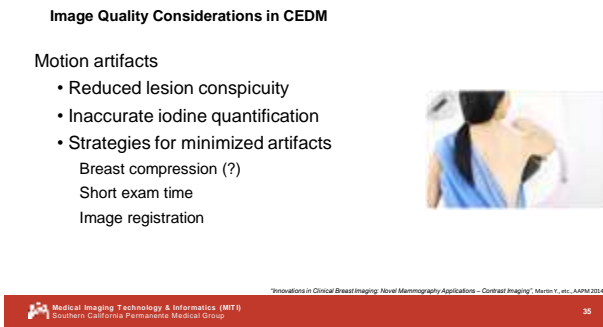 Image Quality Considerations in CEDM
Motion artifacts
• Reduced lesion conspicuity
• Inaccurate iodine quantification
• Strategies for minimized artifacts
Breast compression (?)
Short exam time
Image registration
"Innovations in Clinical Breast Imaging: Novel Mammography Applications – Contrast Imaging", Martin Y., etc., AAPM 2014
Medical Imaging Technology & Informatics (MITI)
Southern California Permanente Medical Group
35